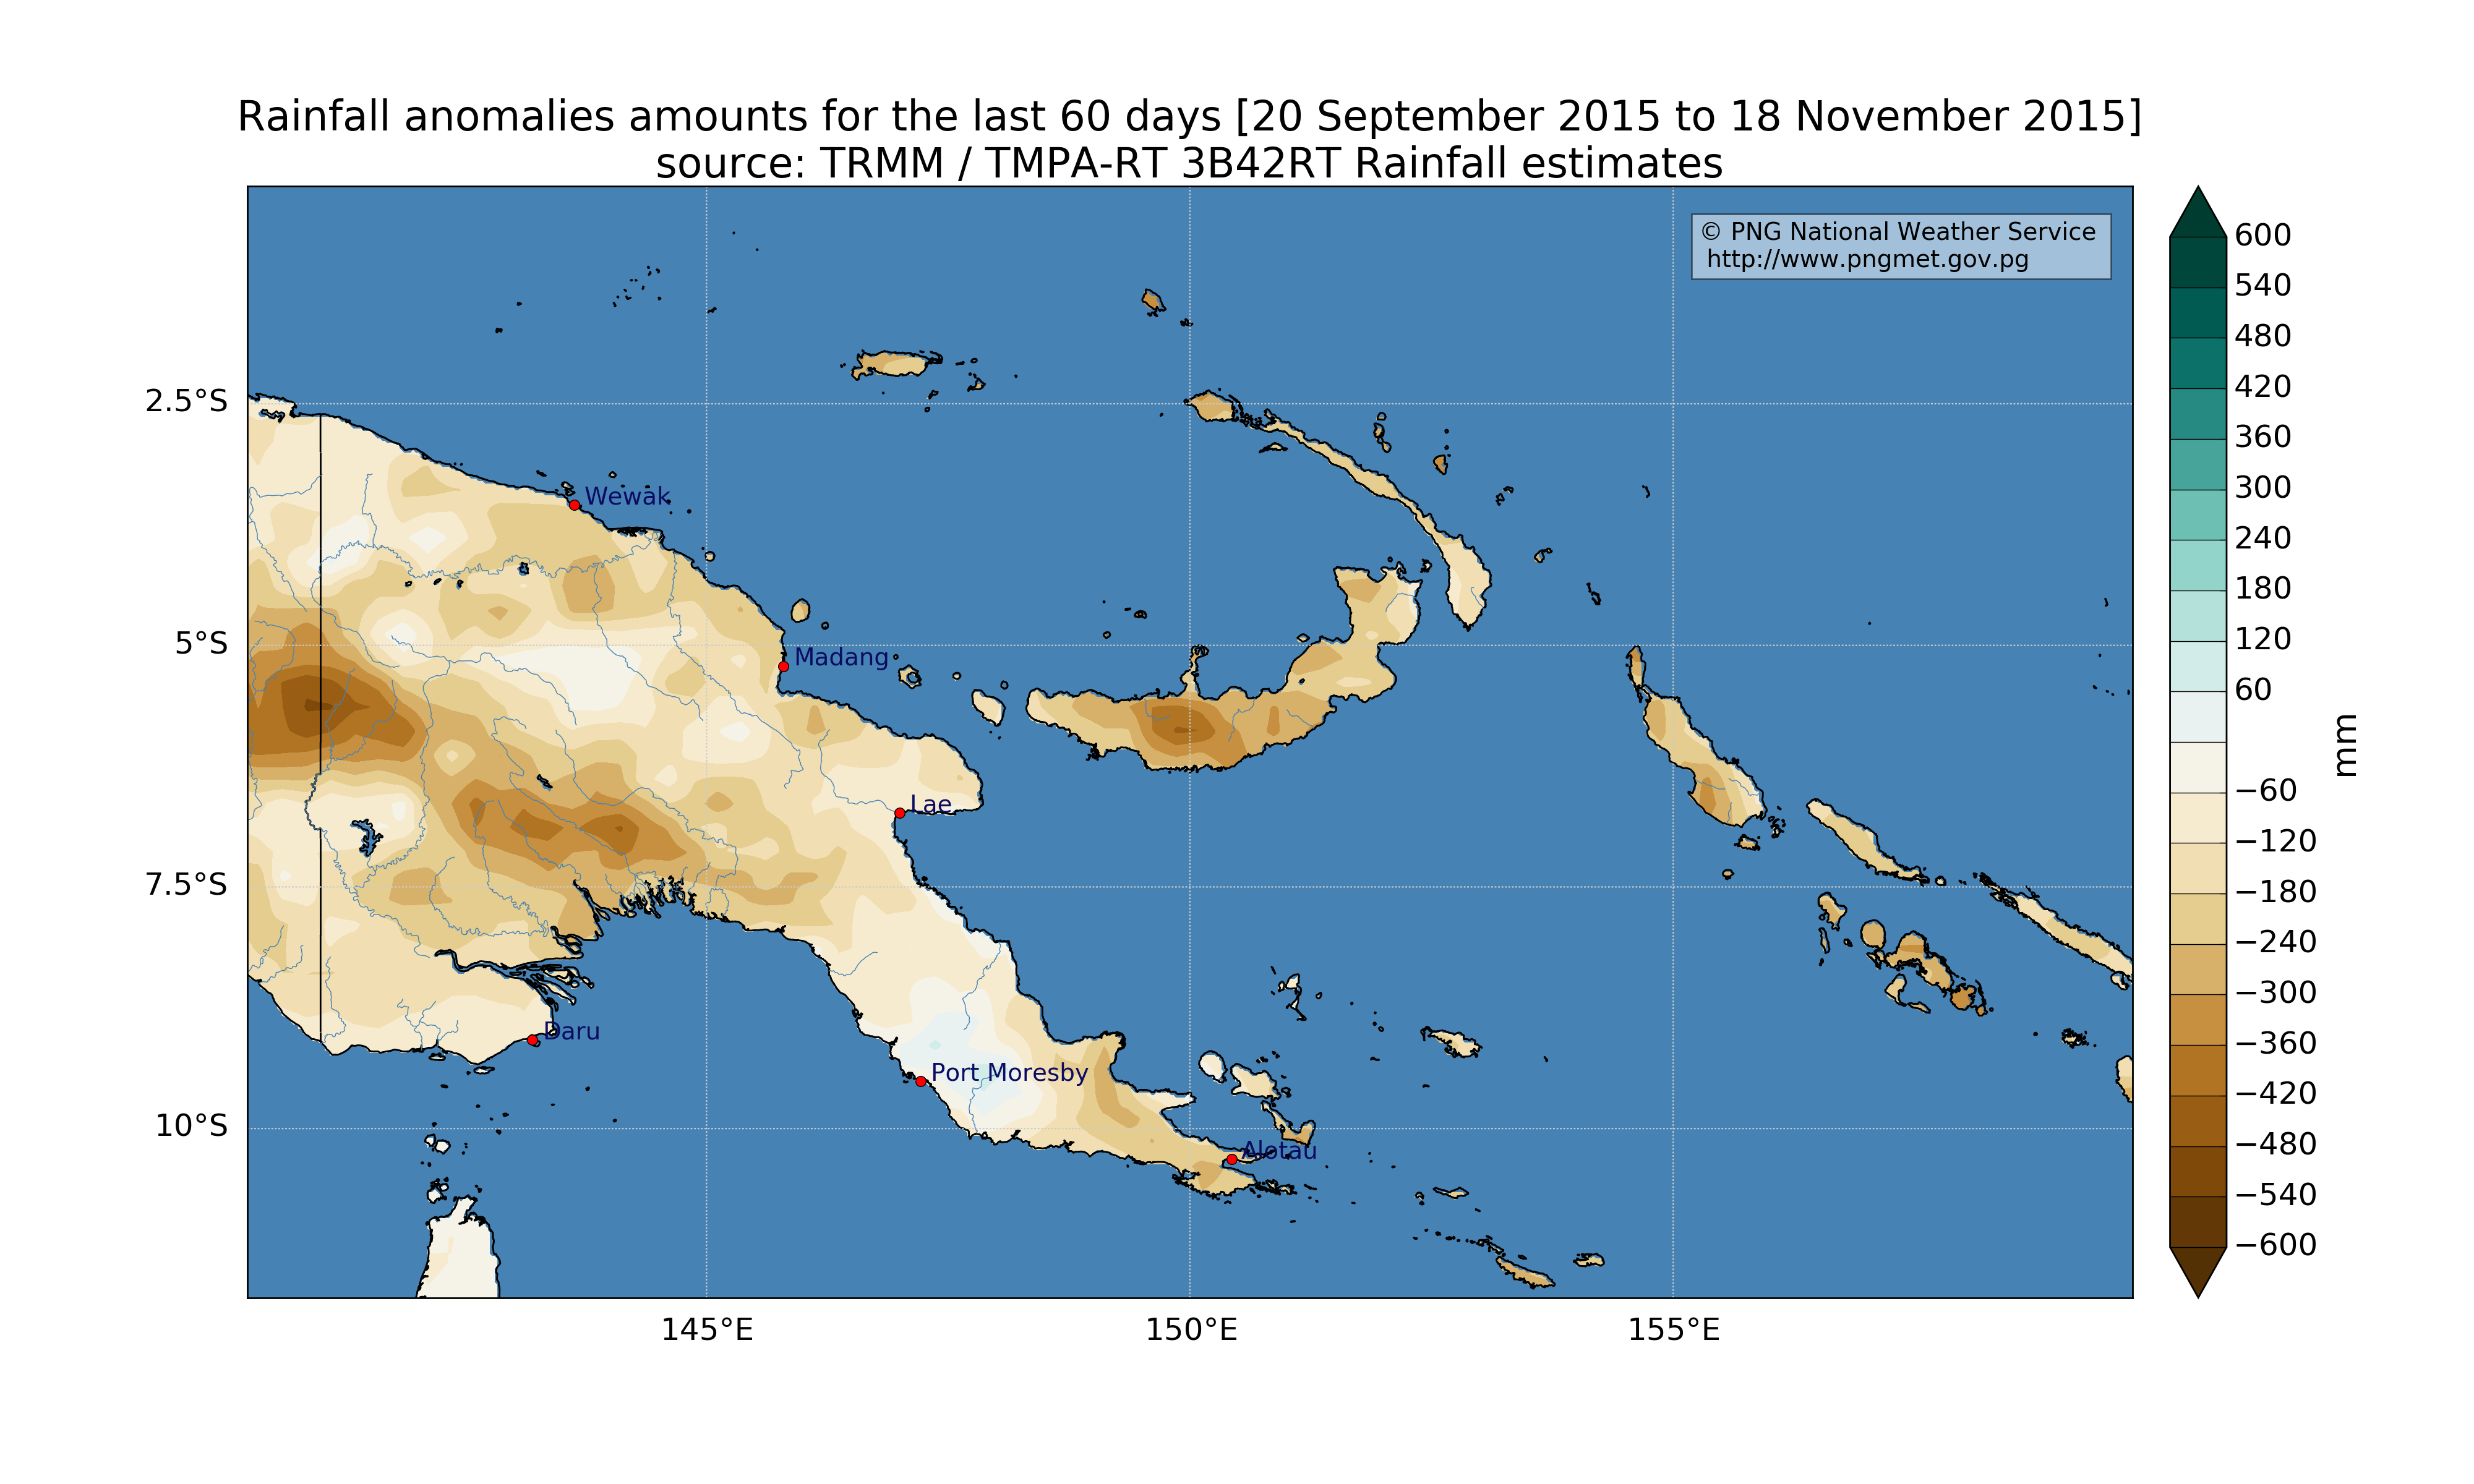 Rainfall anomalies amounts for the last 60 days [20 September 2015 to 18 November 2015]
source: TRMM / TMPA-RT 3B42RT Rainfall estimates
© PNG National Weather Service
http://www.pngmet.gov.pg
2.5°S
5°S
7.5°S
10°S
145°E
150°E
155°E
Wewak
Madang
Lae
Daru
Port Moresby
Alotau
600
540
480
420
360
300
240
180
120
60
−60
−120
−180
−240
−300
−360
−420
−480
−540
−600
mm